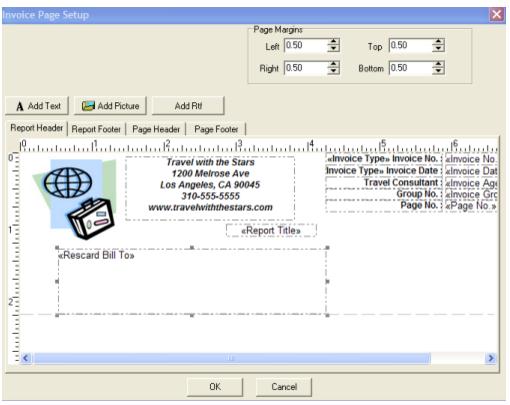 Invoice Page Setup
Page Margins
Left 0.50 Top 0.50
Right 0.50 Bottom 0.50
A Add Text Add Picture Add Rtf
Report Header Report Footer Page Header Page Footer
0 1 2 3 4 5 6
0
Travel with the Stars
1200 Melrose Ave
Los Angeles, CA 90045
310-555-5555
www.travelwiththestars.com
«Invoice Type» Invoice No. : «Invoice No.
Invoice Type» Invoice Date : «Invoice Dat
Travel Consultant : «Invoice Age
Group No. : «Invoice Grc
Page No. : «Page No.»
1
«Report Title»
«Rescard Bill To»
2
OK Cancel